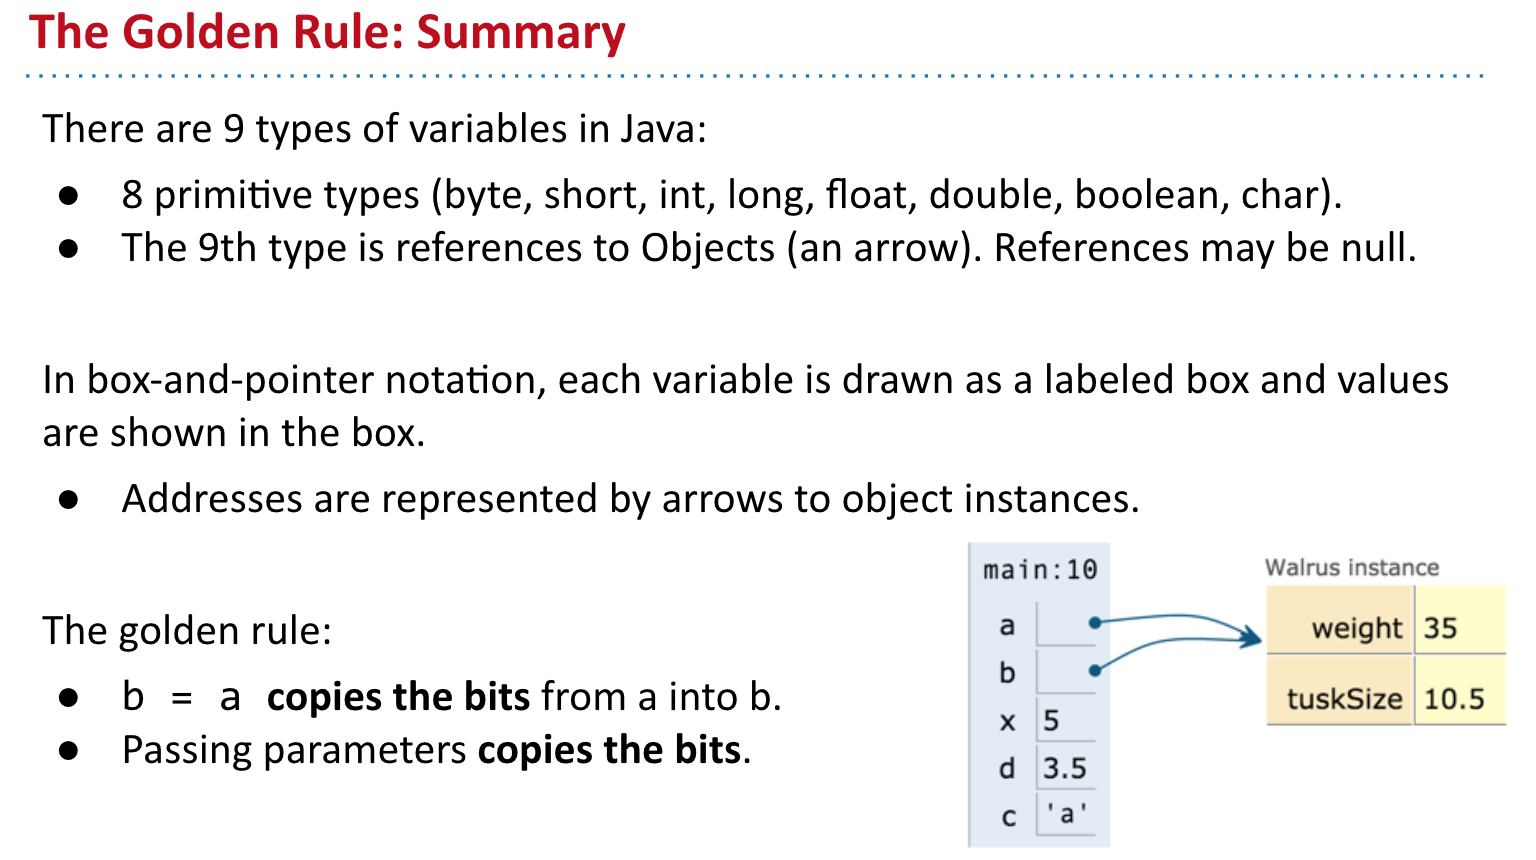 The Golden Rule: Summary
There are 9 types of variables in Java:
● 8 primitive types (byte, short, int, long, float, double, boolean, char).
● The 9th type is references to Objects (an arrow). References may be null.
In box-and-pointer notation, each variable is drawn as a labeled box and values
are shown in the box.
● Addresses are represented by arrows to object instances.
The golden rule:
● b = a copies the bits from a into b.
● Passing parameters copies the bits.
main:10
a
b
x 5
d 3.5
c 'a'
Walrus instance
weight 35
tuskSize 10.5